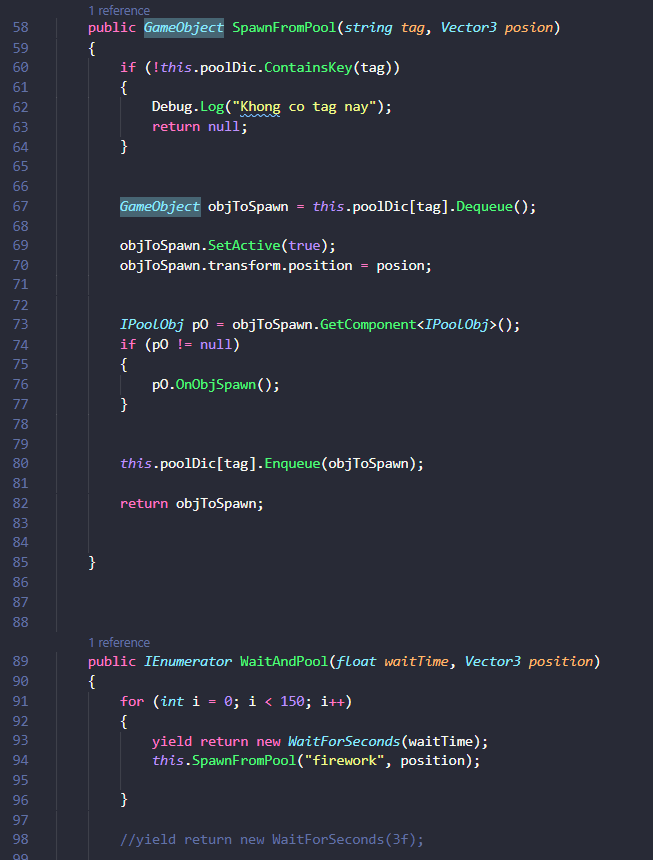 1 reference
58 public GameObject SpawnFromPool(string tag, Vector3 posion)
59 {
60 if (!this.poolDic.ContainsKey(tag))
61 {
62 Debug.Log("Khong co tag nay");
63 return null;
64 }
65
66
67 GameObject objToSpawn = this.poolDic[tag].Dequeue();
68
69 objToSpawn.SetActive(true);
70 objToSpawn.transform.position = posion;
71
72
73 IPoolObj pO = objToSpawn.GetComponent<IPoolObj>();
74 if (pO != null)
75 {
76 pO.OnObjSpawn();
77 }
78
79
80 this.poolDic[tag].Enqueue(objToSpawn);
81
82 return objToSpawn;
83
84
85 }
86
87
88
1 reference
89 public IEnumerator WaitAndPool(float waitTime, Vector3 position)
90 {
91 for (int i = 0; i < 150; i++)
92 {
93 yield return new WaitForSeconds(waitTime);
94 this.SpawnFromPool("firework", position);
95
96 }
97
98 //yield return new WaitForSeconds(3f);
99